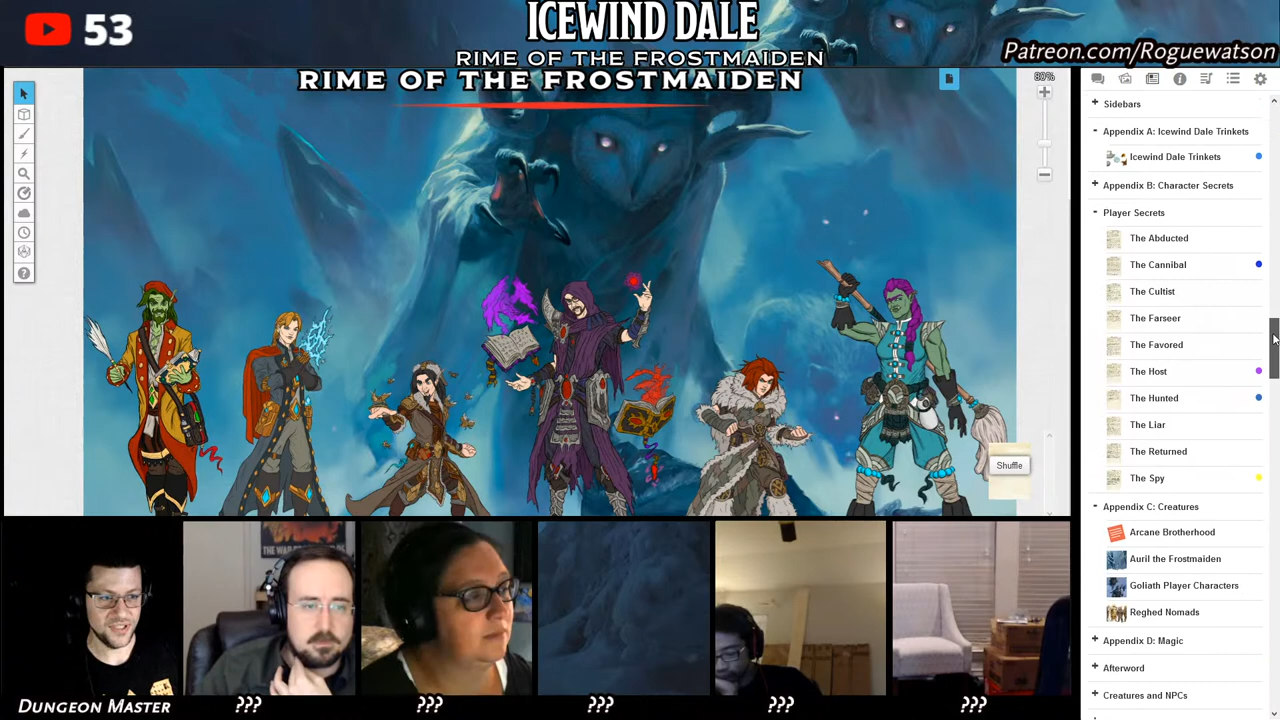 53
ICEWIND DALE
RIME OF THE FROSTMAIDEN
Patreon.com/Roguewatson
RIME OF THE FROSTMAIDEN
80%
Sidebars
Appendix A: Icewind Dale Trinkets
Icewind Dale Trinkets
Appendix B: Character Secrets
Player Secrets
The Abducted
The Cannibal
The Cultist
The Farseer
The Favored
The Host
The Hunted
The Liar
The Returned
The Spy
Appendix C: Creatures
Arcane Brotherhood
Auril the Frostmaiden
Goliath Player Characters
Reghed Nomads
Appendix D: Magic
Afterword
Creatures and NPCs
Shuffle
DUNGEON MASTER
???
???
???
???
???